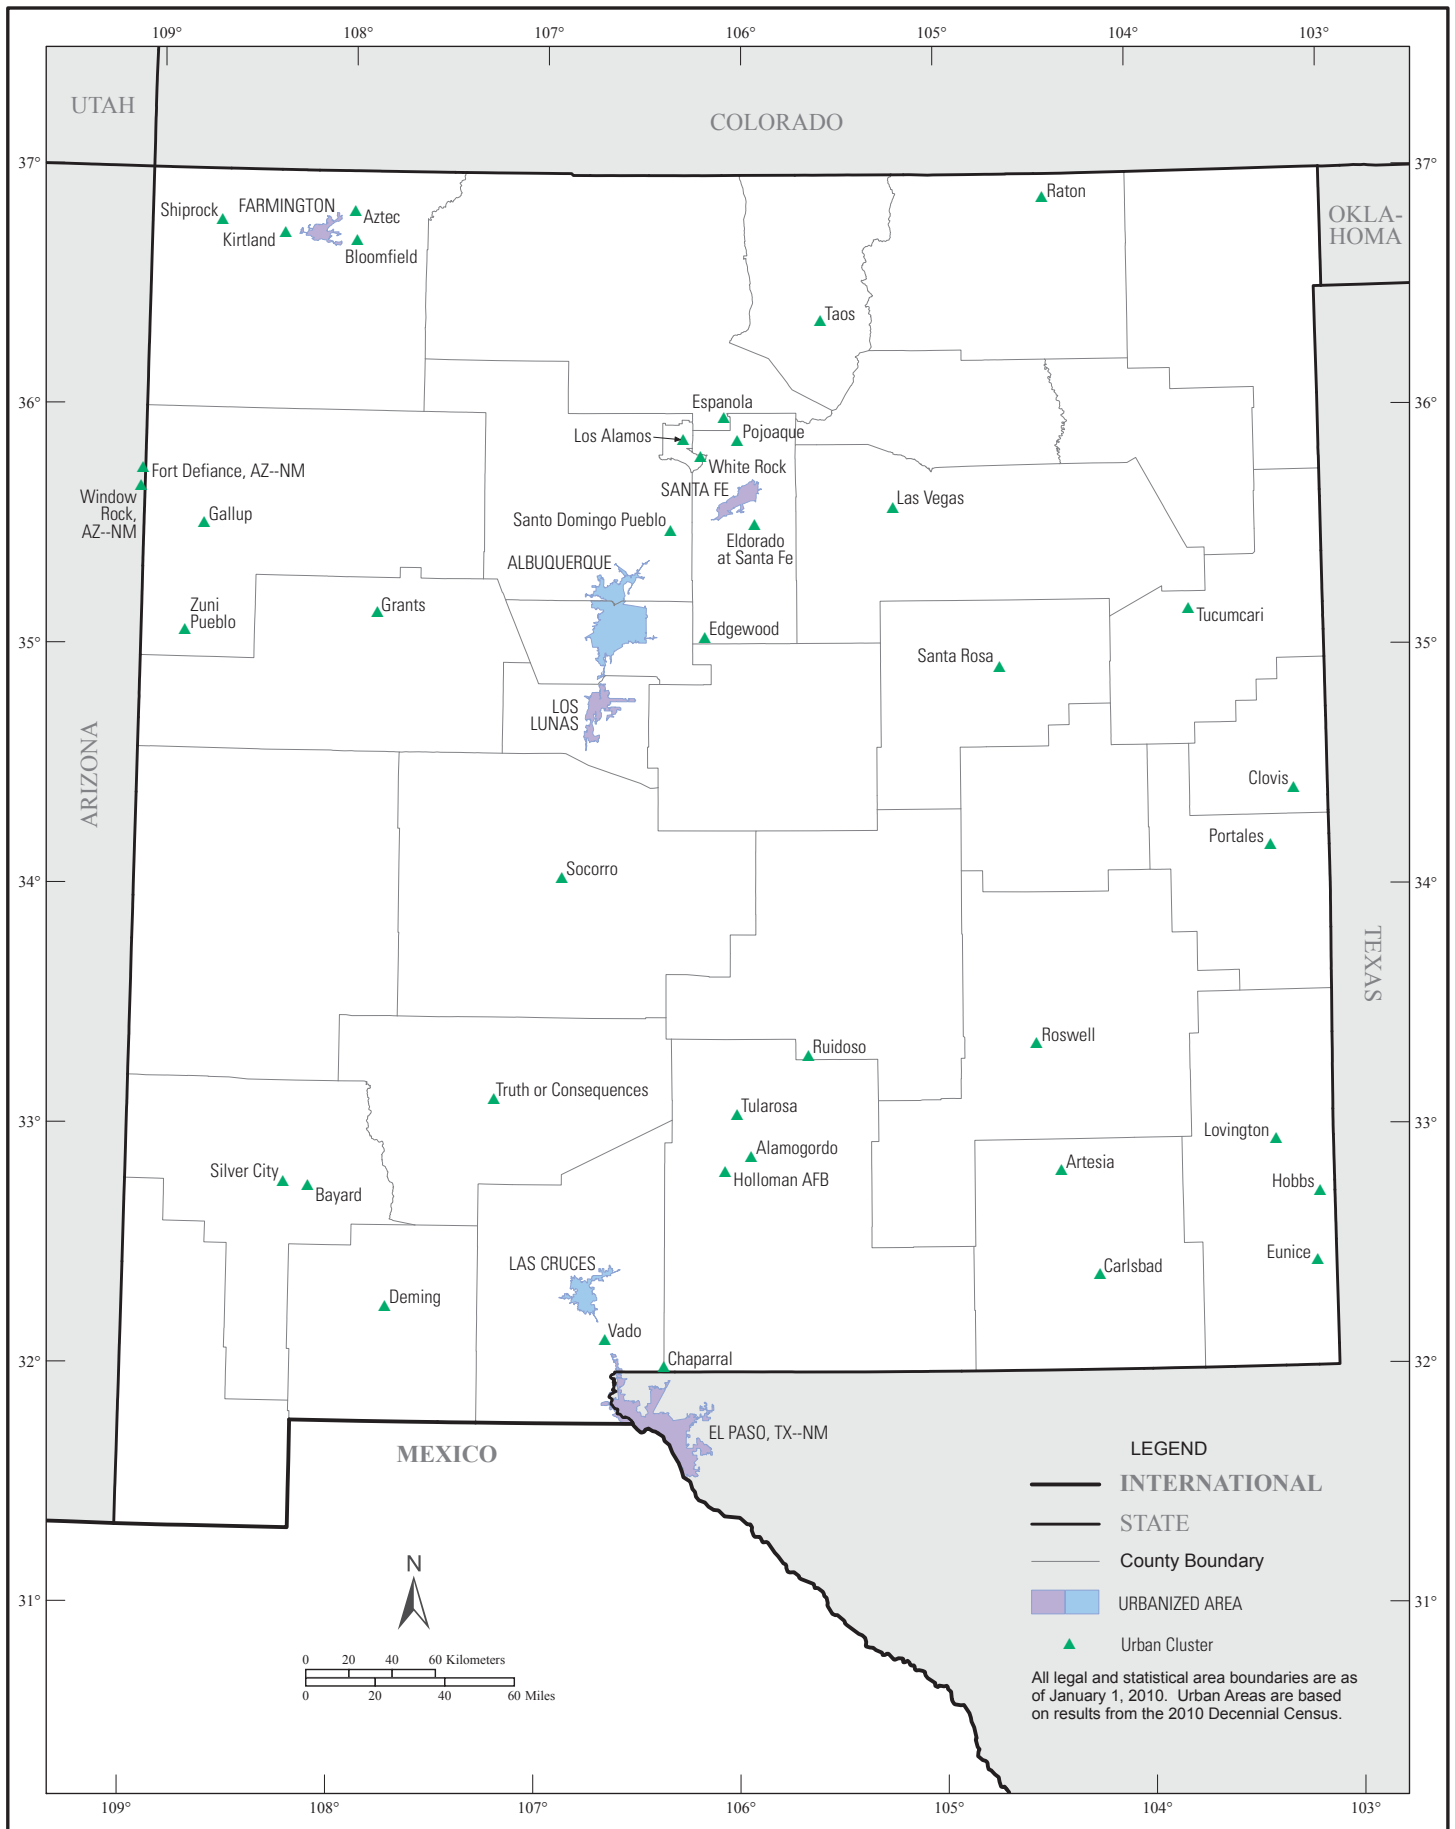 109°
108°
107°
106°
105°
104°
103°
UTAH
COLORADO
37°
37°
OKLA-
HOMA
Raton
Shiprock
FARMINGTON
Aztec
Kirtland
Bloomfield
Taos
36°
36°
Espanola
Los Alamos
Pojoaque
White Rock
Fort Defiance, AZ--NM
Window
Rock,
AZ--NM
Gallup
SANTA FE
Las Vegas
Santo Domingo Pueblo
Eldorado
at Santa Fe
ALBUQUERQUE
Zuni
Pueblo
Grants
Tucumcari
Edgewood
35°
35°
Santa Rosa
LOS
LUNAS
ARIZONA
Clovis
Portales
Socorro
34°
34°
TEXAS
Roswell
Ruidoso
Truth or Consequences
Tularosa
33°
33°
Lovington
Alamogordo
Holloman AFB
Artesia
Silver City
Bayard
Hobbs
Eunice
LAS CRUCES
Carlsbad
Deming
Vado
Chaparral
32°
32°
EL PASO, TX--NM
MEXICO
LEGEND
INTERNATIONAL
STATE
County Boundary
URBANIZED AREA
Urban Cluster
All legal and statistical area boundaries are as
of January 1, 2010.  Urban Areas are based
on results from the 2010 Decennial Census.
N
31°
31°
0 20 40 60 Kilometers
0 20 40 60 Miles
109°
108°
107°
106°
105°
104°
103°